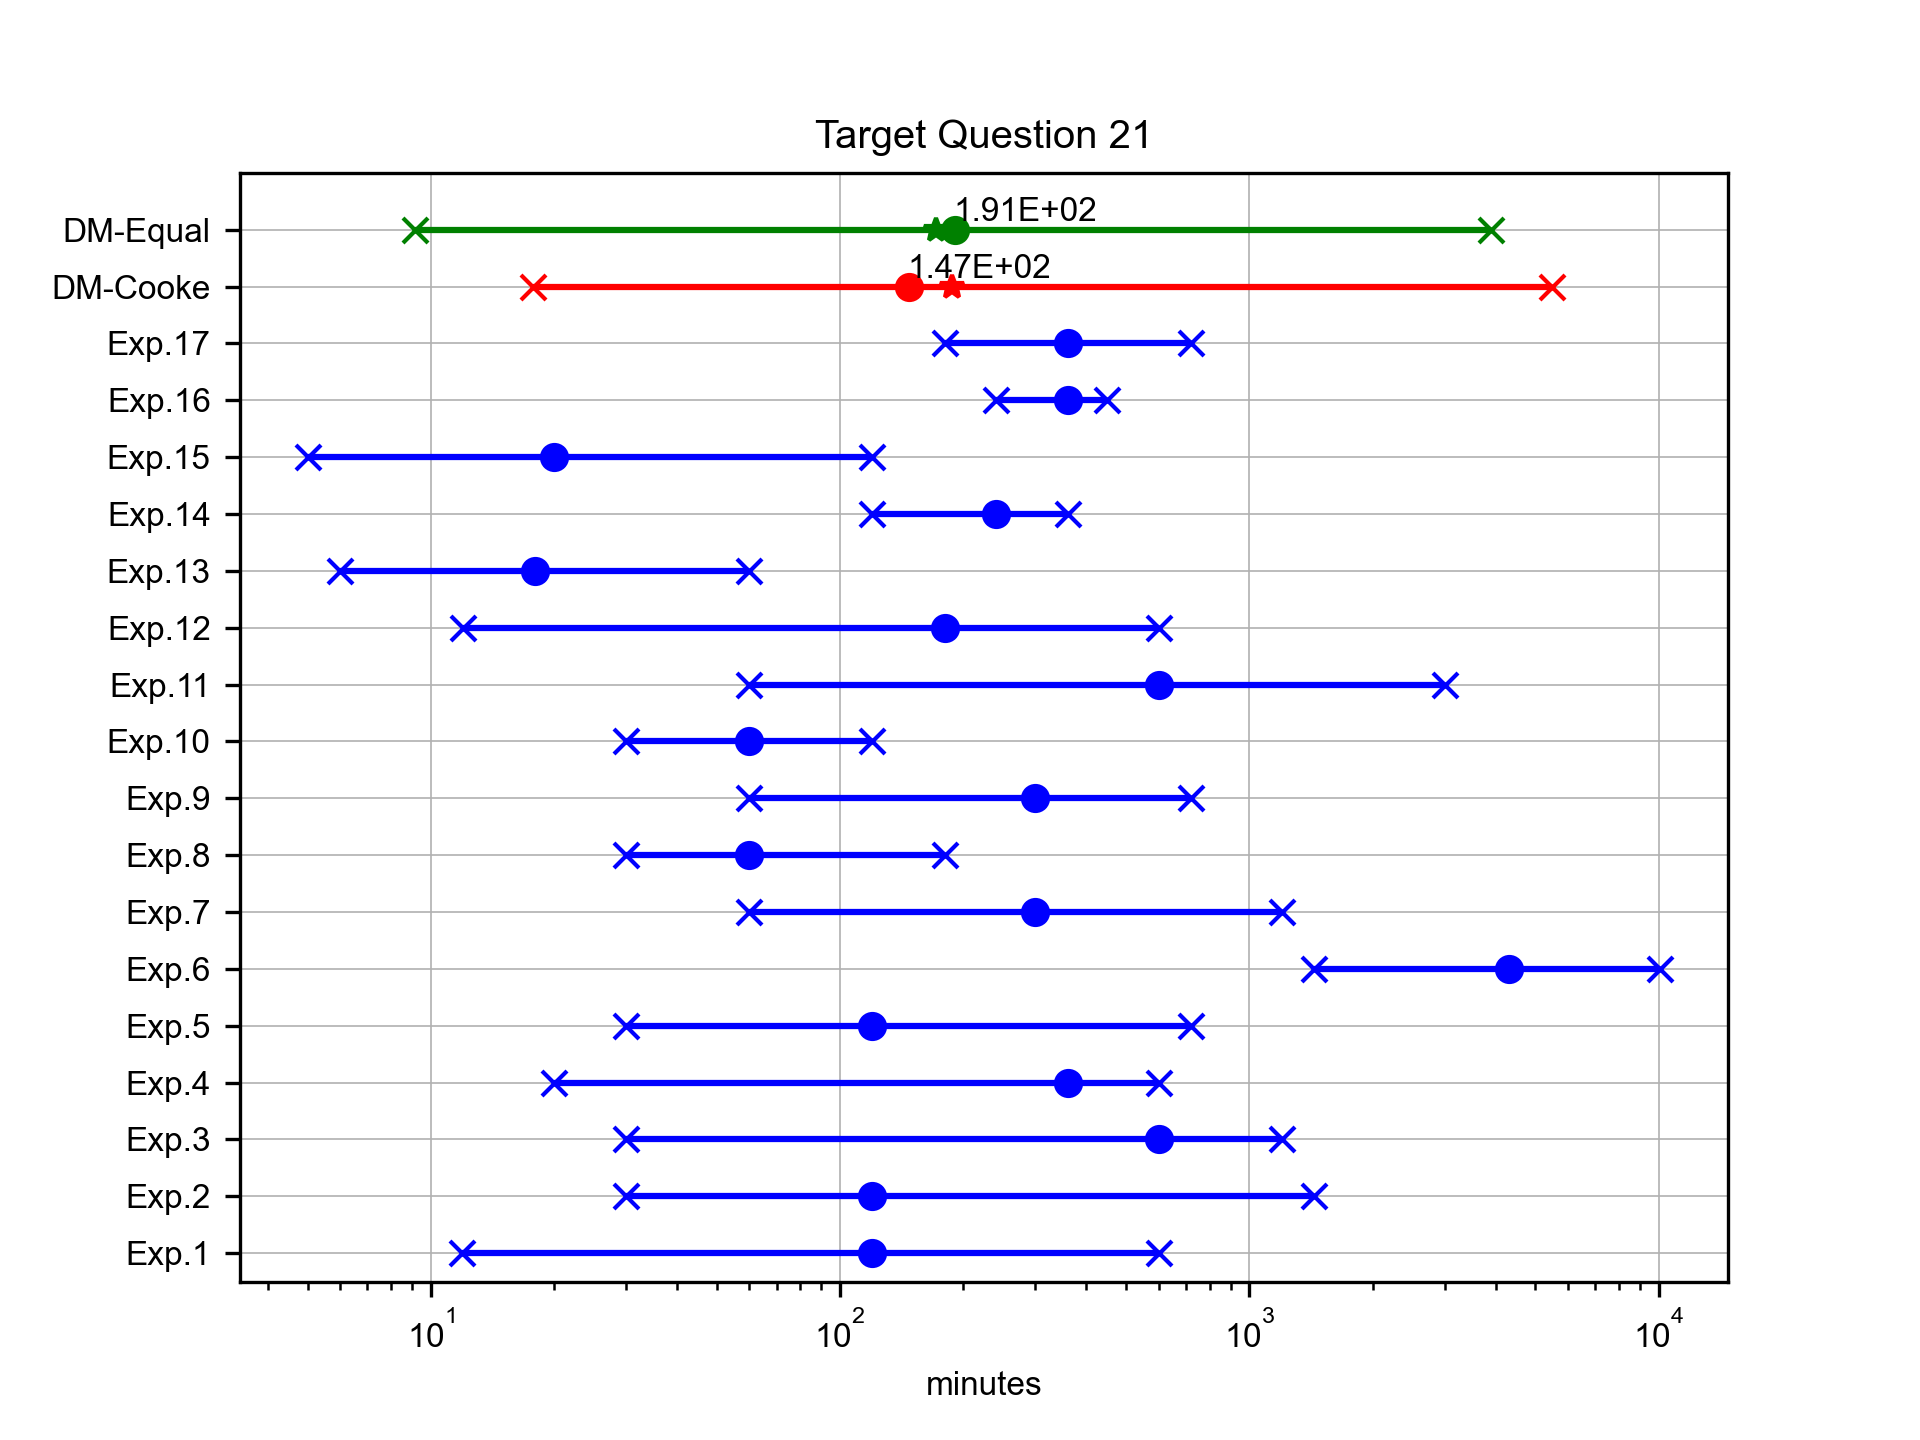 Target Question 21
DM-Equal
1.91E+02
DM-Cooke
1.47E+02
Exp.17
Exp.16
Exp.15
Exp.14
Exp.13
Exp.12
Exp.11
Exp.10
Exp.9
Exp.8
Exp.7
Exp.6
Exp.5
Exp.4
Exp.3
Exp.2
Exp.1
10¹ 10² 10³ 10⁴
minutes